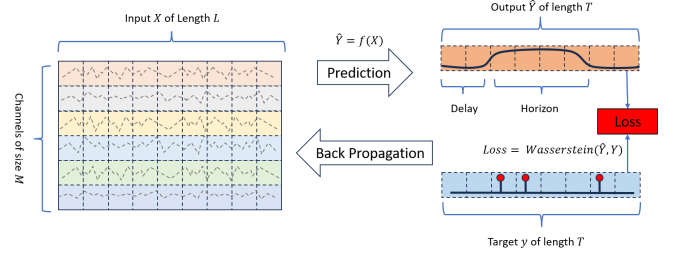 Input X of Length L
Channels of size M
Ŷ = f(X)
Prediction
Back Propagation
Output Ŷ of length T
Delay
Horizon
Loss
Loss = Wasserstein(Ŷ, Y)
Target y of length T